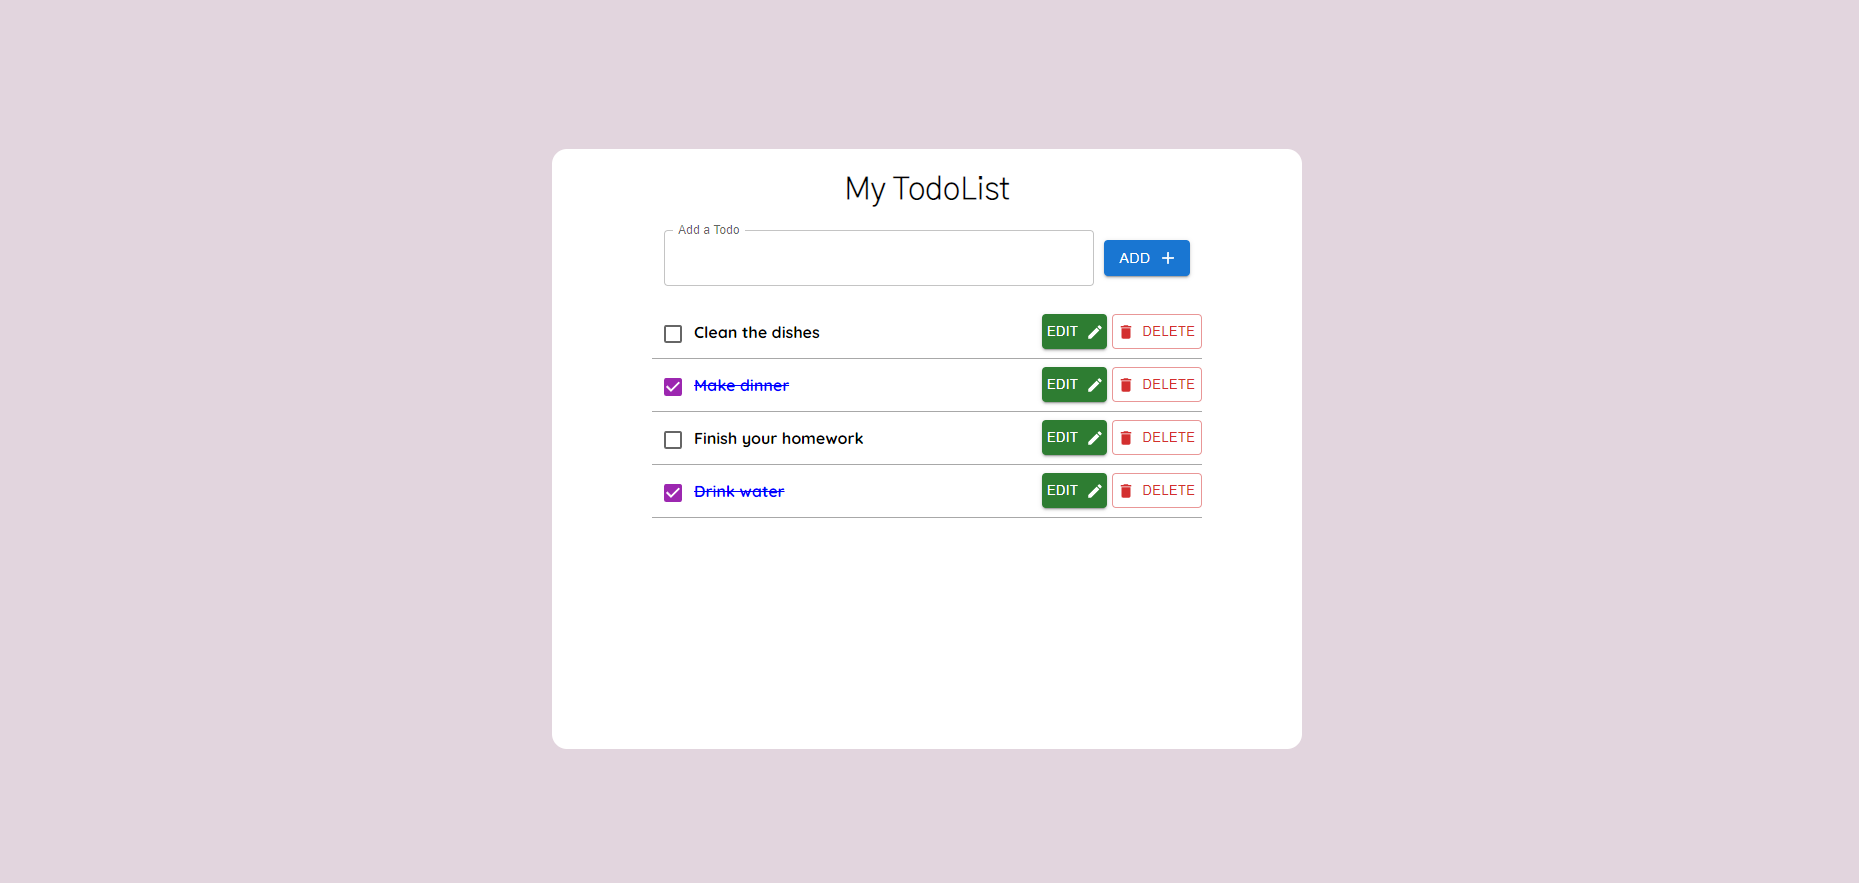 My TodoList
Add a Todo
ADD
Clean the dishes EDIT DELETE
Make dinner EDIT DELETE
Finish your homework EDIT DELETE
Drink water EDIT DELETE